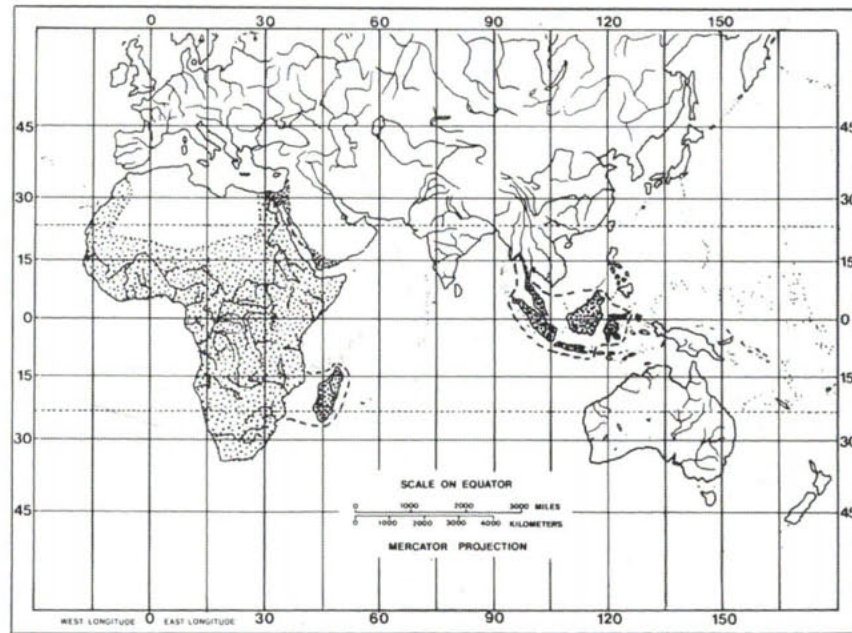 0 30 60 90 120 150
45 45
30 30
15 15
0 0
15 15
30 30
45 45
SCALE ON EQUATOR
0 1000 2000 3000 MILES
0 1000 2000 3000 4000 KILOMETERS
MERCATOR PROJECTION
WEST LONGITUDE 0 EAST LONGITUDE 30 60 90 120 150